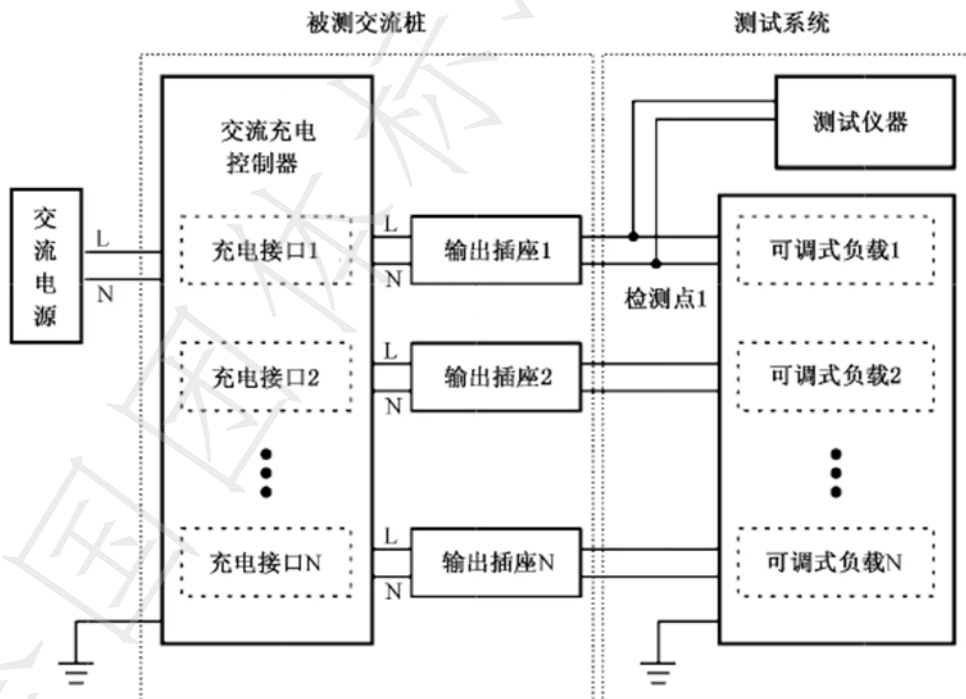 被测交流桩
测试系统
交流充电
控制器
测试仪器
交流电源
L
N
充电接口1
L
N
输出插座1
可调式负载1
检测点1
充电接口2
L
N
输出插座2
可调式负载2
充电接口N
L
N
输出插座N
可调式负载N